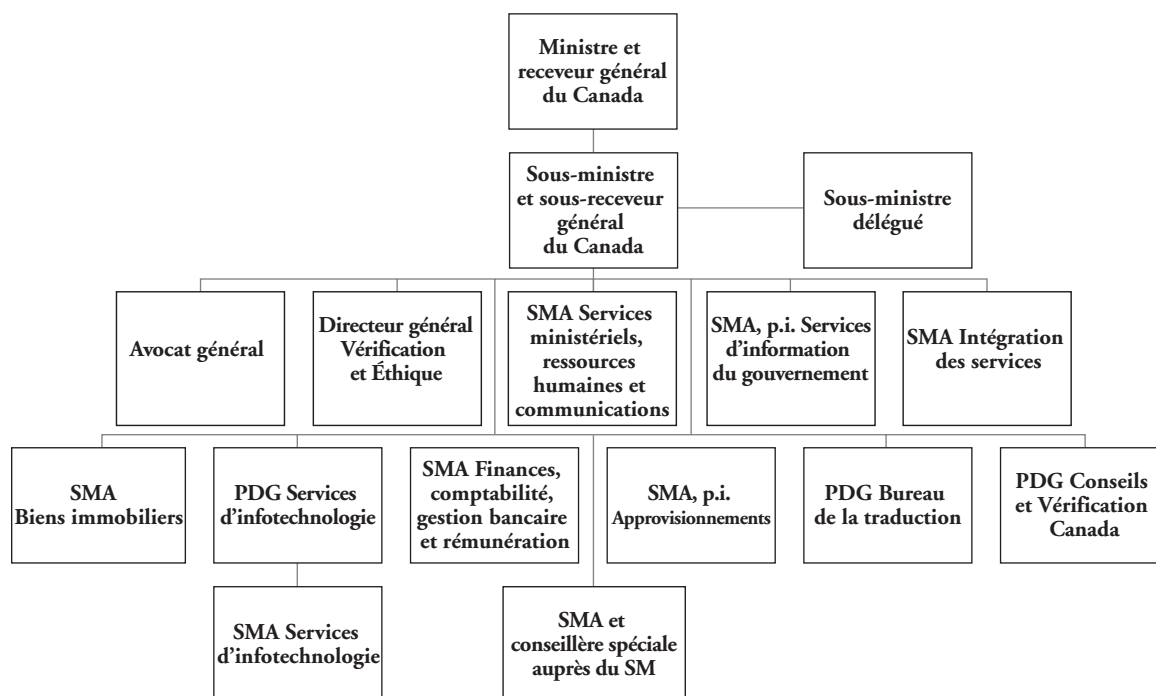 Ministre et
receveur général
du Canada
Sous-ministre
et sous-receveur
général
du Canada
Sous-ministre
délégué
Avocat général
Directeur général
Vérification
et Éthique
SMA Services
ministériels,
ressources
humaines et
communications
SMA, p.i. Services
d’information
du gouvernement
SMA Intégration
des services
SMA
Biens immobiliers
PDG Services
d’infotechnologie
SMA Finances,
comptabilité,
gestion bancaire
et rémunération
SMA, p.i.
Approvisionnements
PDG Bureau
de la traduction
PDG Conseils
et Vérification
Canada
SMA Services
d’infotechnologie
SMA et
conseillère spéciale
auprès du SM